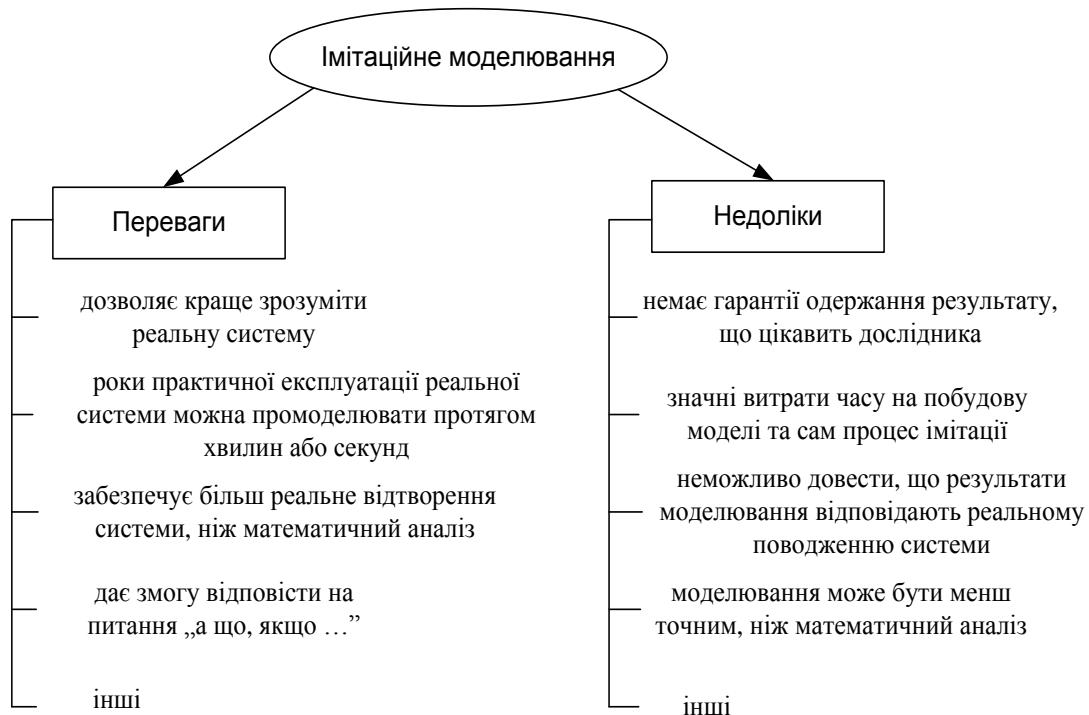 Імітаційне моделювання
Переваги
дозволяє краще зрозуміти
реальну систему
роки практичної експлуатації реальної
системи можна промоделювати протягом
хвилин або секунд
забезпечує більш реальне відтворення
системи, ніж математичний аналіз
дає змогу відповісти на
питання „а що, якщо …”
інші
Недоліки
немає гарантії одержання результату,
що цікавить дослідника
значні витрати часу на побудову
моделі та сам процес імітації
неможливо довести, що результати
моделювання відповідають реальному
поводженню системи
моделювання може бути менш
точним, ніж математичний аналіз
інші